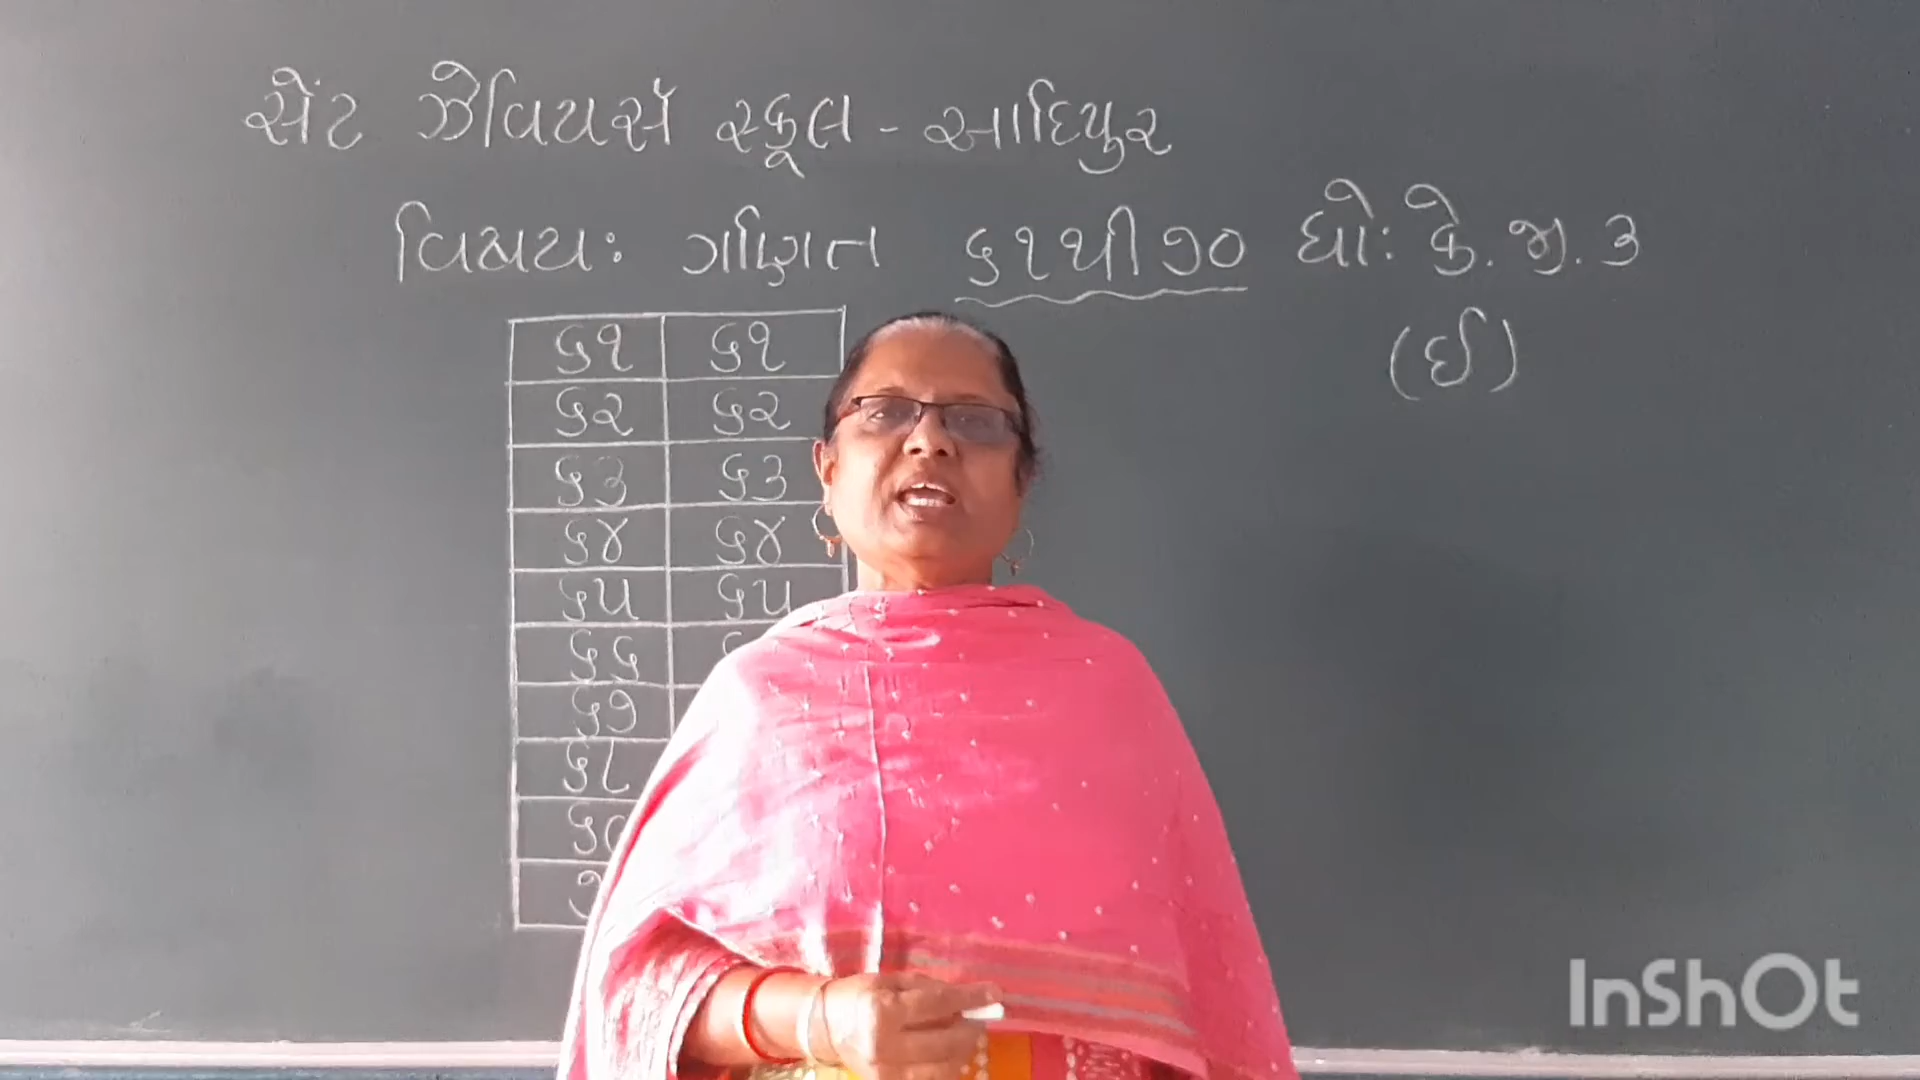 સેંટ ઝેવિયર્સ સ્કૂલ - આદિપુર
વિષય: ગણિત ૬૧થી૭૦ ધો: કે.જી. ૩
(ઈ)
૬૧ ૬૧
૬૨ ૬૨
૬૩ ૬૩
૬૪ ૬૪
૬૫ ૬૫
૬૬
૬૭
૬૮
૬૯
InShOt